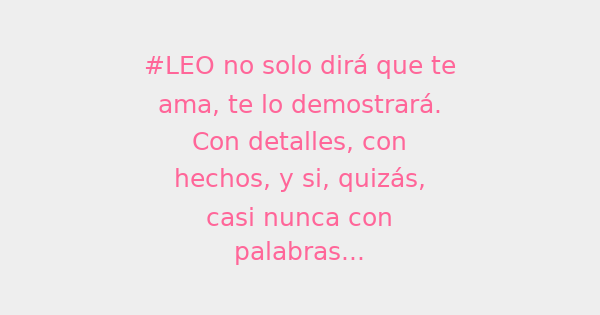 #LEO no solo dirá que te
ama, te lo demostrará.
Con detalles, con
hechos, y si, quizás,
casi nunca con
palabras...